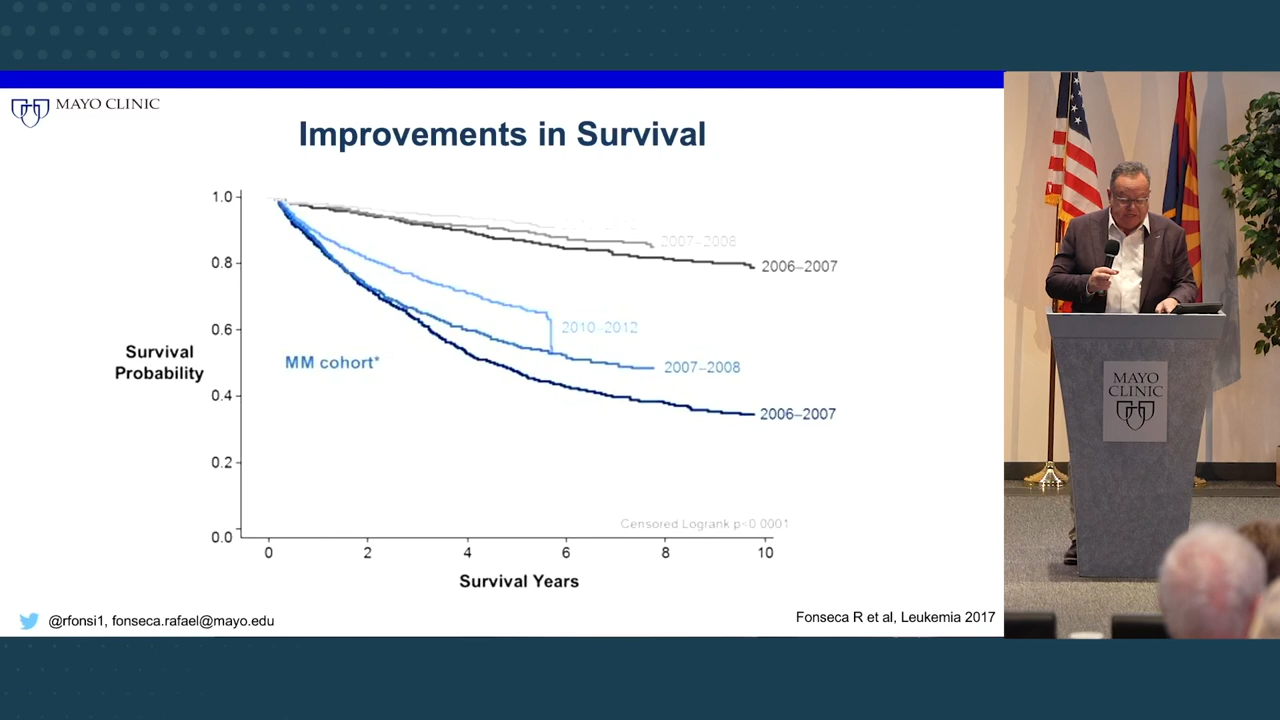 MAYO CLINIC
Improvements in Survival
1.0
0.8
0.6
0.4
0.2
0.0
Survival
Probability
2007–2008
2006–2007
2010–2012
MM cohort*
2007–2008
2006–2007
Censored Logrank p<0.0001
0 2 4 6 8 10
Survival Years
@rfonsi1, fonseca.rafael@mayo.edu
Fonseca R et al, Leukemia 2017
MAYO
CLINIC